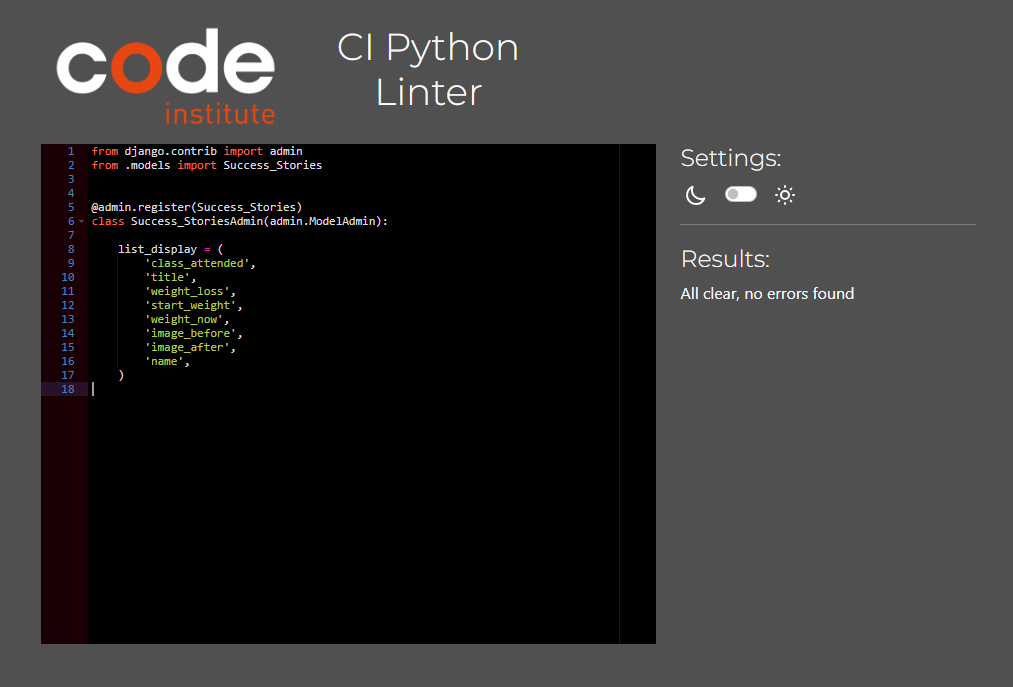 code
institute
CI Python
Linter
1 from django.contrib import admin
2 from .models import Success_Stories
3
4
5 @admin.register(Success_Stories)
6 class Success_StoriesAdmin(admin.ModelAdmin):
7
8     list_display = (
9         'class_attended',
10         'title',
11         'weight_loss',
12         'start_weight',
13         'weight_now',
14         'image_before',
15         'image_after',
16         'name',
17     )
18
Settings:
Results:
All clear, no errors found